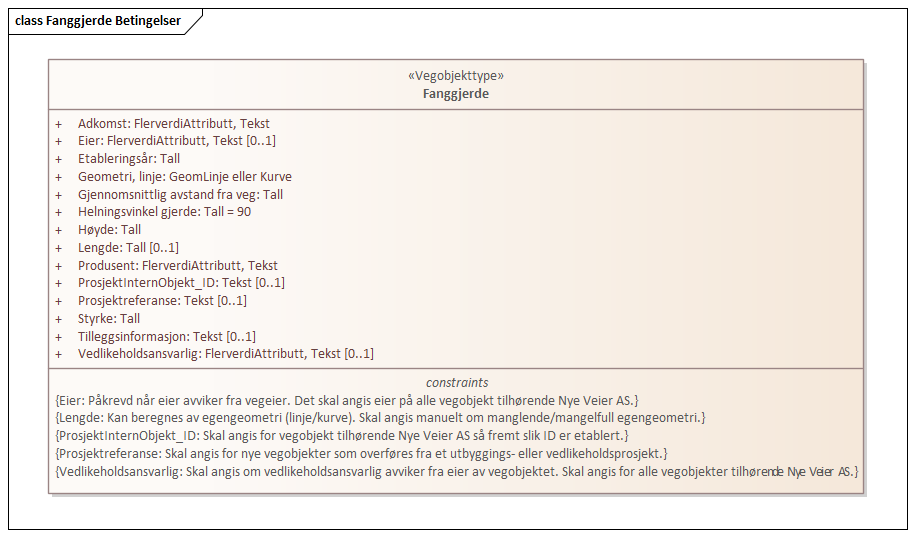 class Fanggjerde Betingelser
«Vegobjekttype»
Fanggjerde
+ Adkomst: FlerverdiAttributt, Tekst
+ Eier: FlerverdiAttributt, Tekst [0..1]
+ Etableringsår: Tall
+ Geometri, linje: GeomLinje eller Kurve
+ Gjennomsnittlig avstand fra veg: Tall
+ Helningsvinkel gjerde: Tall = 90
+ Høyde: Tall
+ Lengde: Tall [0..1]
+ Produsent: FlerverdiAttributt, Tekst
+ ProsjektInternObjekt_ID: Tekst [0..1]
+ Prosjektreferanse: Tekst [0..1]
+ Styrke: Tall
+ Tilleggsinformasjon: Tekst [0..1]
+ Vedlikeholdsansvarlig: FlerverdiAttributt, Tekst [0..1]
constraints
{Eier: Påkrevd når eier avviker fra vegeier. Det skal angis eier på alle vegobjekt tilhørende Nye Veier AS.}
{Lengde: Kan beregnes av egengeometri (linje/kurve). Skal angis manuelt om manglende/mangelfull egengeometri.}
{ProsjektInternObjekt_ID: Skal angis for vegobjekt tilhørende Nye Veier AS så fremt slik ID er etablert.}
{Prosjektreferanse: Skal angis for nye vegobjekter som overføres fra et utbyggings- eller vedlikeholdsprosjekt.}
{Vedlikeholdsansvarlig: Skal angis om vedlikeholdsansvarlig avviker fra eier av vegobjektet. Skal angis for alle vegobjekter tilhørende Nye Veier AS.}